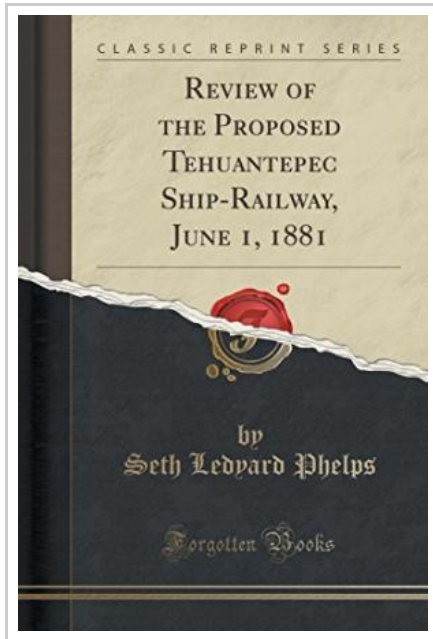 CLASSIC REPRINT SERIES
REVIEW OF
THE PROPOSED
TEHUANTEPEC
SHIP-RAILWAY,
JUNE 1, 1881
by
Seth Ledyard Phelps
Forgotten Books